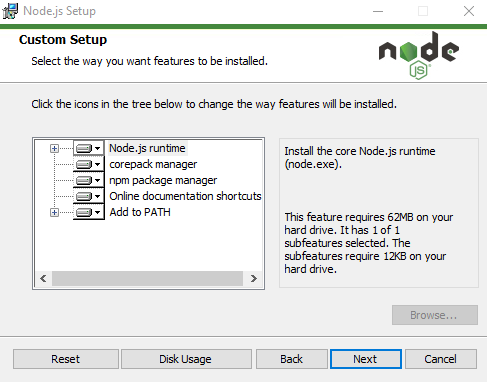 Node.js Setup
Custom Setup
Select the way you want features to be installed.
node
JS
Click the icons in the tree below to change the way features will be installed.
Node.js runtime
corepack manager
npm package manager
Online documentation shortcuts
Add to PATH
Install the core Node.js runtime
(node.exe).
This feature requires 62MB on your
hard drive. It has 1 of 1
subfeatures selected. The
subfeatures require 12KB on your
hard drive.
Browse...
Reset
Disk Usage
Back
Next
Cancel